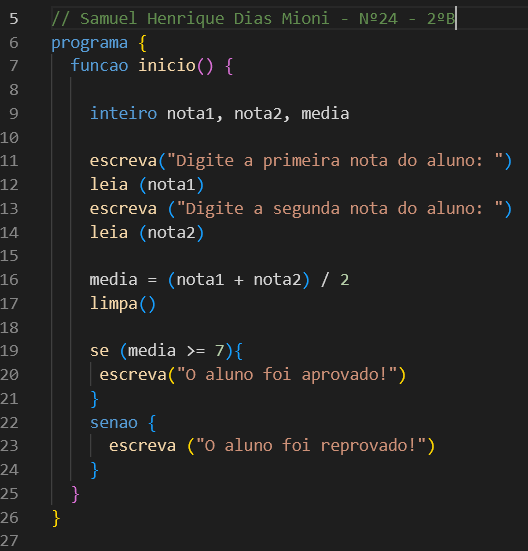 5 // Samuel Henrique Dias Mioni - Nº24 - 2ºB
6 programa {
7 funcao inicio() {
8
9 inteiro nota1, nota2, media
10
11 escreva("Digite a primeira nota do aluno: ")
12 leia (nota1)
13 escreva ("Digite a segunda nota do aluno: ")
14 leia (nota2)
15
16 media = (nota1 + nota2) / 2
17 limpa()
18
19 se (media >= 7){
20 escreva("O aluno foi aprovado!")
21 }
22 senao {
23 escreva ("O aluno foi reprovado!")
24 }
25 }
26 }
27